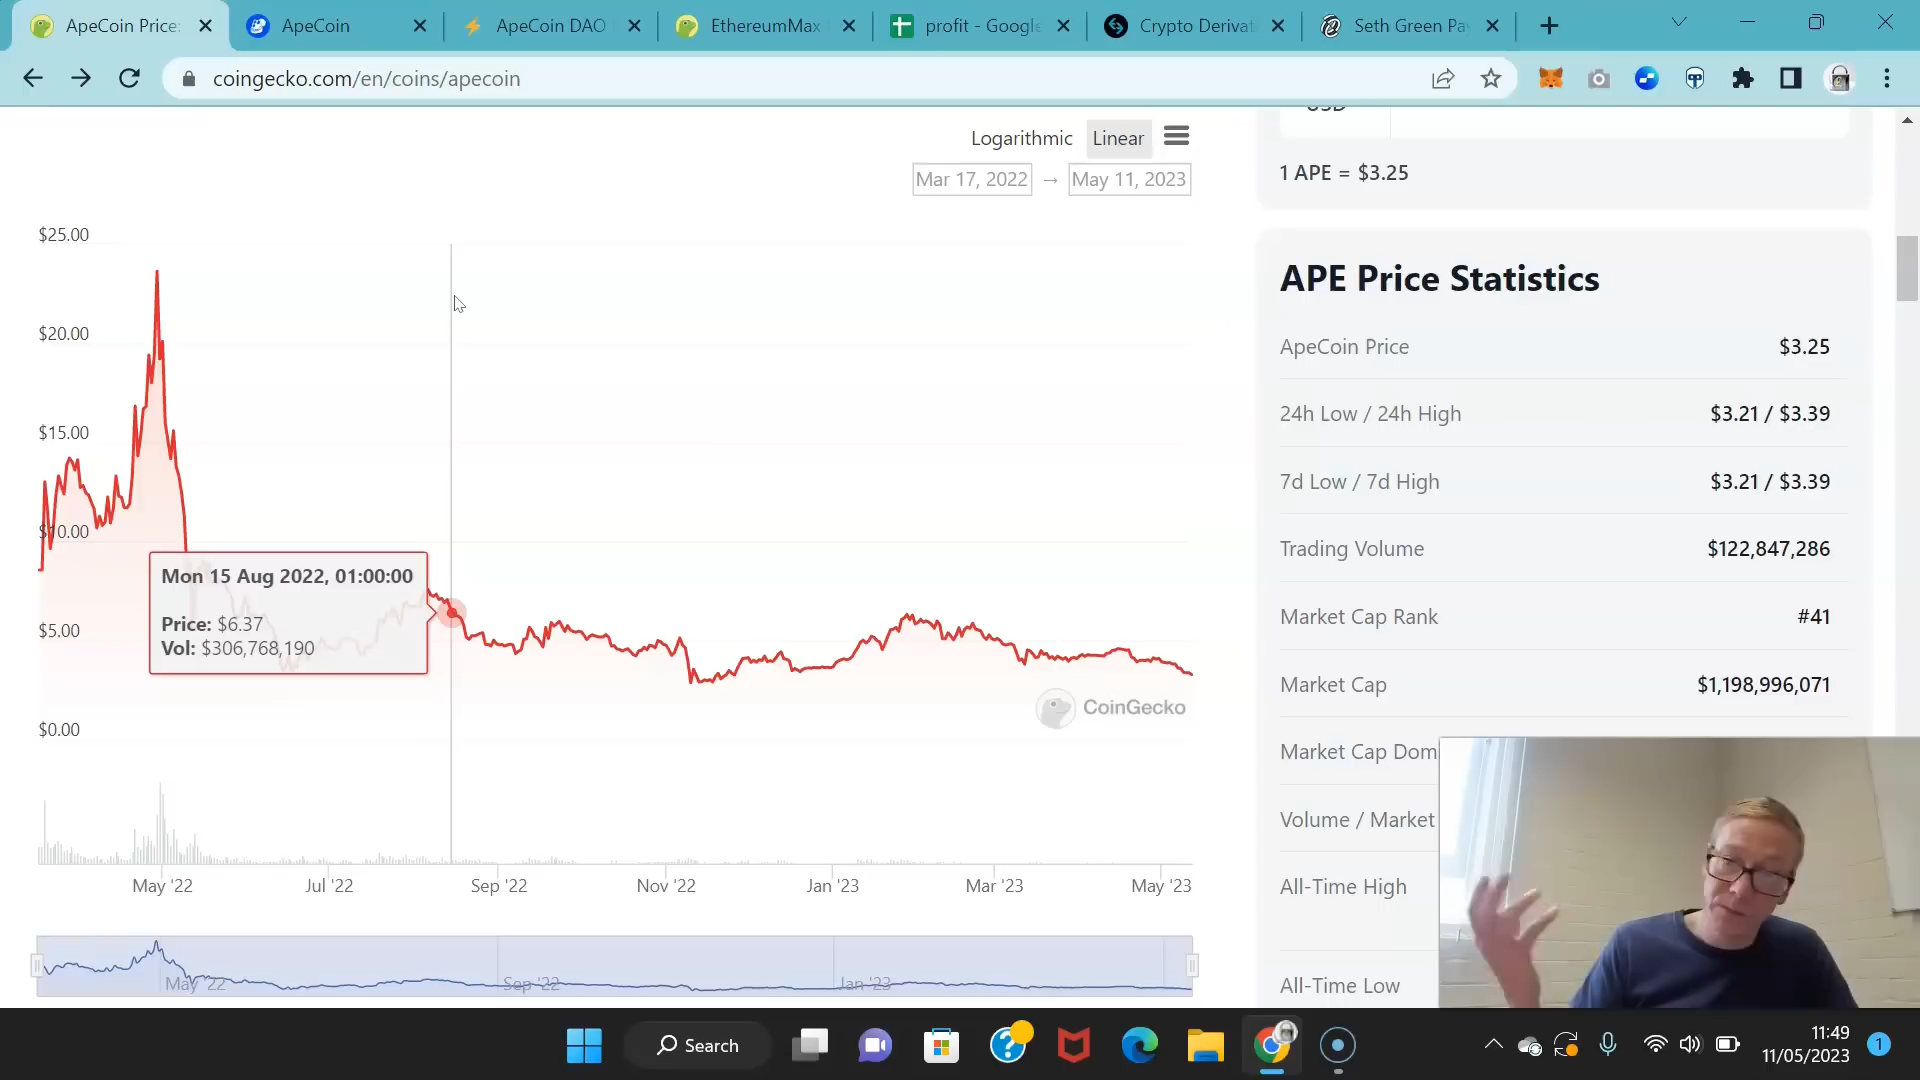 ApeCoin Price:
ApeCoin
ApeCoin DAO
EthereumMax
profit - Google
Crypto Derivat
Seth Green Pa
coingecko.com/en/coins/apecoin
Logarithmic
Linear
Mar 17, 2022 → May 11, 2023
USD
1 APE = $3.25
$25.00
$20.00
$15.00
$10.00
$5.00
$0.00
Mon 15 Aug 2022, 01:00:00
Price: $6.37
Vol: $306,768,190
CoinGecko
May '22
Jul '22
Sep '22
Nov '22
Jan '23
Mar '23
May '23
May '22
Sep '22
Jan '23
APE Price Statistics
ApeCoin Price $3.25
24h Low / 24h High $3.21 / $3.39
7d Low / 7d High $3.21 / $3.39
Trading Volume $122,847,286
Market Cap Rank #41
Market Cap $1,198,996,071
Market Cap Dom
Volume / Market
All-Time High
All-Time Low
Search
11:49
11/05/2023
1